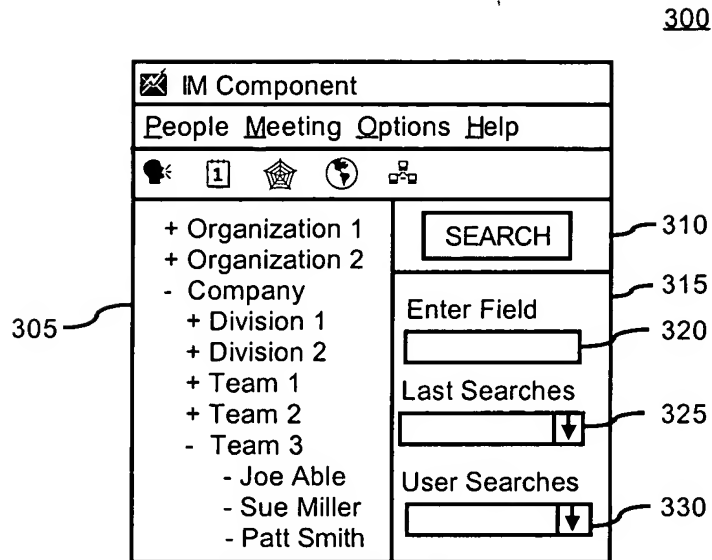 300
IM Component
People Meeting Options Help
1
+ Organization 1
+ Organization 2
- Company
+ Division 1
+ Division 2
+ Team 1
+ Team 2
- Team 3
- Joe Able
- Sue Miller
- Patt Smith
305
SEARCH
310
315
Enter Field
320
Last Searches
325
User Searches
330